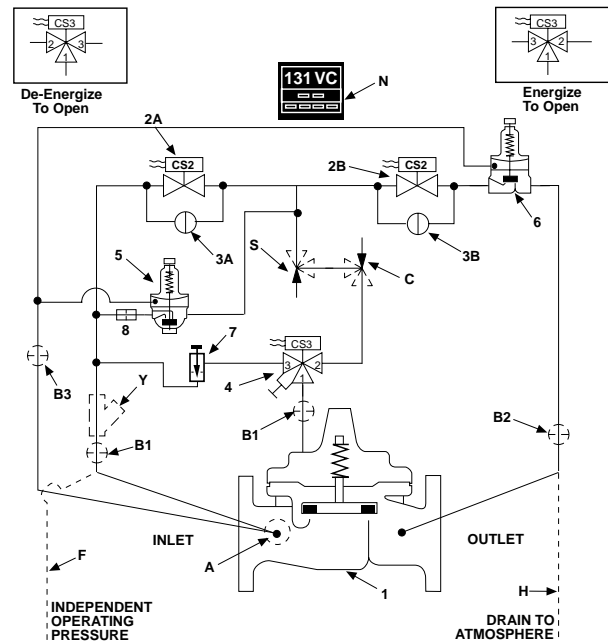 CS3
2 3
1
De-Energize
To Open
131 VC
N
CS3
3 2
1
Energize
To Open
2A
CS2
2B
CS2
6
3A
3B
5
S
C
8
7
CS3
3 2
1
4
B3
Y
B1
B1
B2
INLET
OUTLET
A
1
F
H
INDEPENDENT
OPERATING
PRESSURE
DRAIN TO
ATMOSPHERE